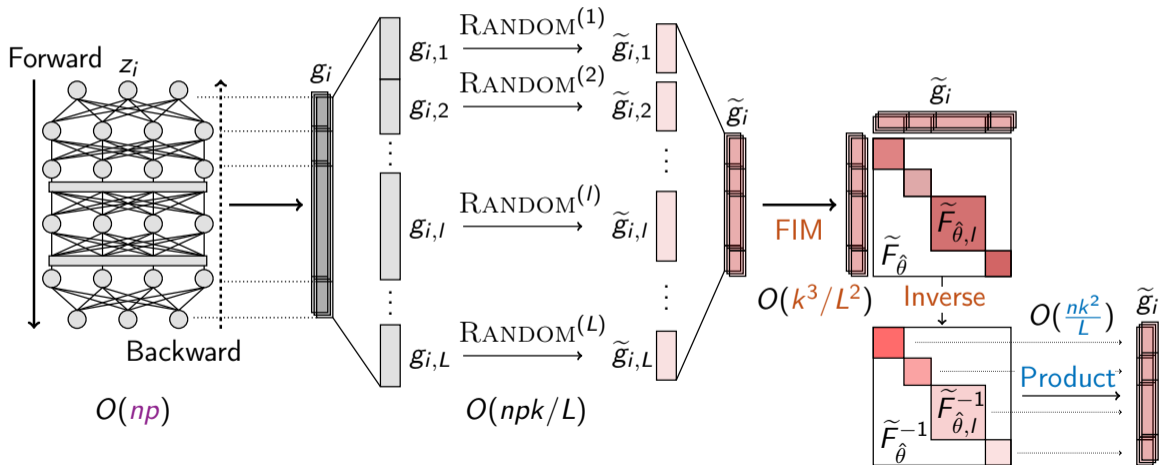 Forward
z_i
g_i
g_{i,1}
RANDOM^{(1)}
g̃_{i,1}
g_{i,2}
RANDOM^{(2)}
g̃_{i,2}
⋮
⋮
g_{i,l}
RANDOM^{(l)}
g̃_{i,l}
⋮
⋮
g_{i,L}
RANDOM^{(L)}
g̃_{i,L}
Backward
O(np)
O(npk/L)
g̃_i
FIM
O(k^3/L^2)
g̃_i
F̃_{θ̂,l}
F̃_{θ̂}
Inverse
O(nk^2/L)
g̃_i
Product
F̃^{-1}_{θ̂,l}
F̃^{-1}_{θ̂}